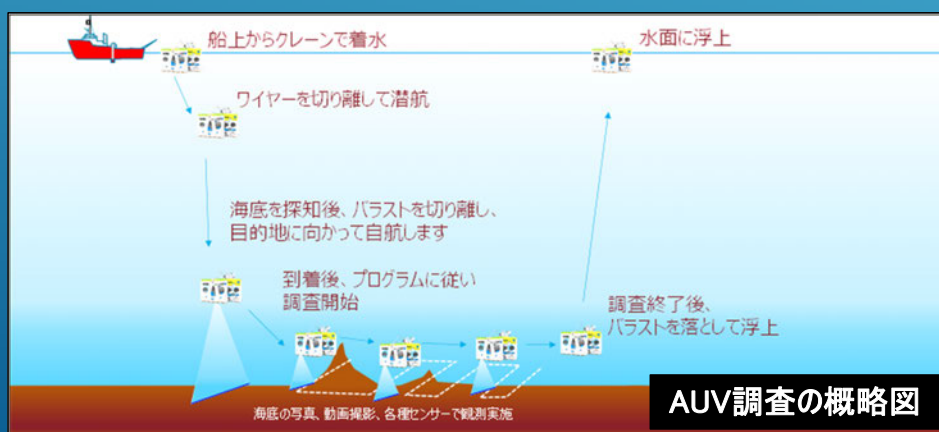 船上からクレーンで着水
水面に浮上
ワイヤーを切り離して潜航
海底を探知後、バラストを切り離し、
目的地に向かって自航します
到着後、プログラムに従い
調査開始
調査終了後、
バラストを落として浮上
海底の写真、動画撮影、各種センサーで観測実施
AUV調査の概略図